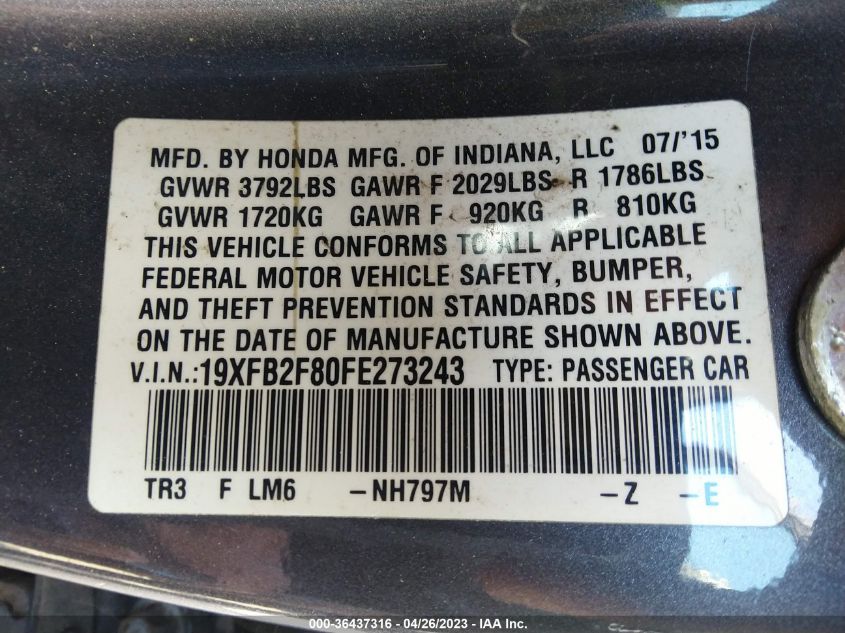 MFD. BY HONDA MFG. OF INDIANA, LLC 07/'15
GVWR 3792LBS GAWR F 2029LBS R 1786LBS
GVWR 1720KG GAWR F 920KG R 810KG
THIS VEHICLE CONFORMS TO ALL APPLICABLE
FEDERAL MOTOR VEHICLE SAFETY, BUMPER,
AND THEFT PREVENTION STANDARDS IN EFFECT
ON THE DATE OF MANUFACTURE SHOWN ABOVE.
V.I.N.:19XFB2F80FE273243 TYPE: PASSENGER CAR
TR3 F LM6 -NH797M -Z -E
000-36437316 - 04/26/2023 - IAA Inc.